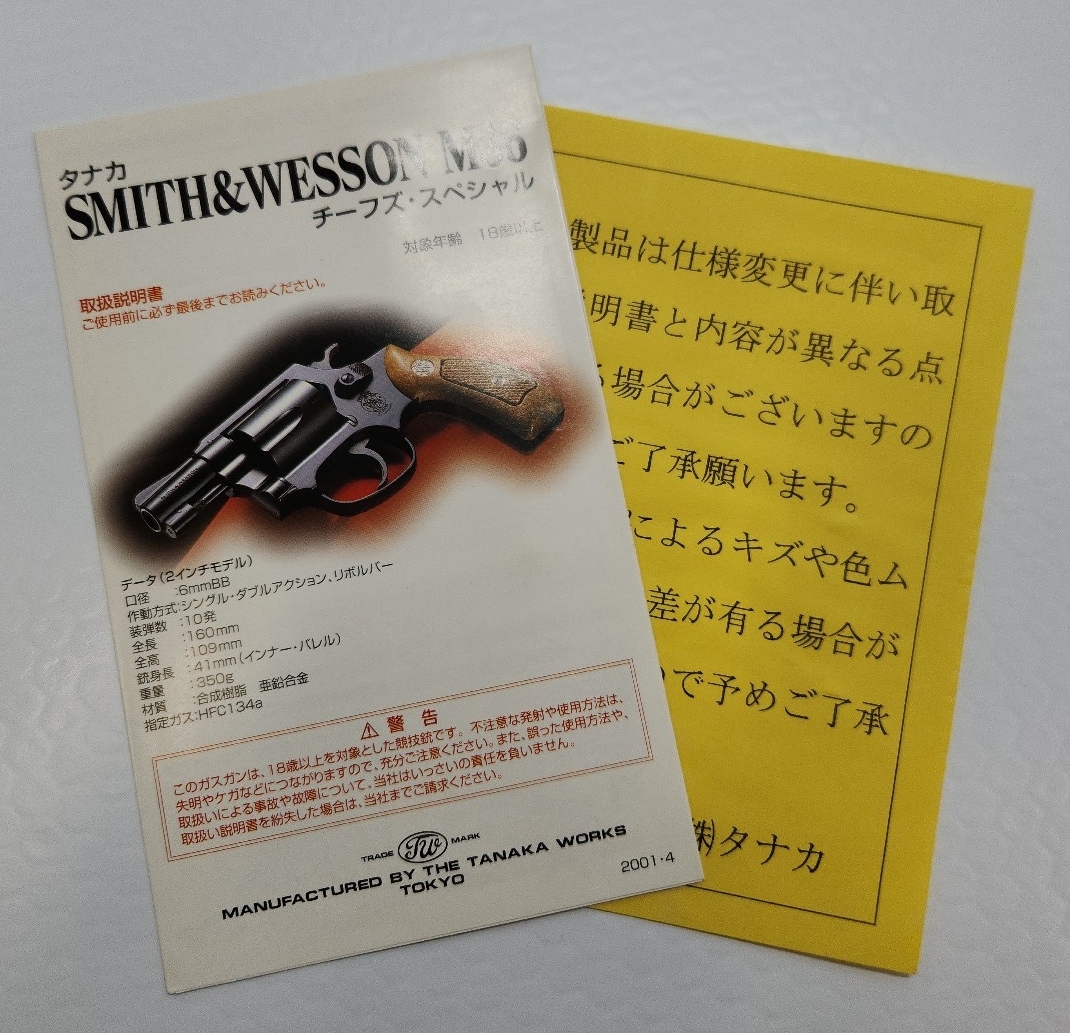 タナカ
SMITH&WESSON M36
チーフズ・スペシャル
対象年齢 18歳以上
取扱説明書
ご使用前に必ず最後までお読みください。
データ(2インチモデル)
口径 :6mmBB
作動方式:シングル・ダブルアクション、リボルバー
装弾数 :10発
全長 :160mm
全高 :109mm
銃身長 :41mm(インナー・バレル)
重量 :350g
材質 :合成樹脂 亜鉛合金
指定ガス:HFC134a
⚠ 警告
このガスガンは、18歳以上を対象とした競技銃です。不注意な発射や使用方法は、
失明やケガなどにつながりますので、充分ご注意ください。また、誤った使用方法や、
取扱いによる事故や故障について、当社はいっさいの責任を負いません。
取扱い説明書を紛失した場合は、当社までご請求ください。
TRADE TW MARK
MANUFACTURED BY THE TANAKA WORKS
TOKYO
2001・4
製品は仕様変更に伴い取
明書と内容が異なる点
る場合がございますの
ご了承願います。
によるキズや色ム
差が有る場合が
ので予めご了承
㈱タナカ